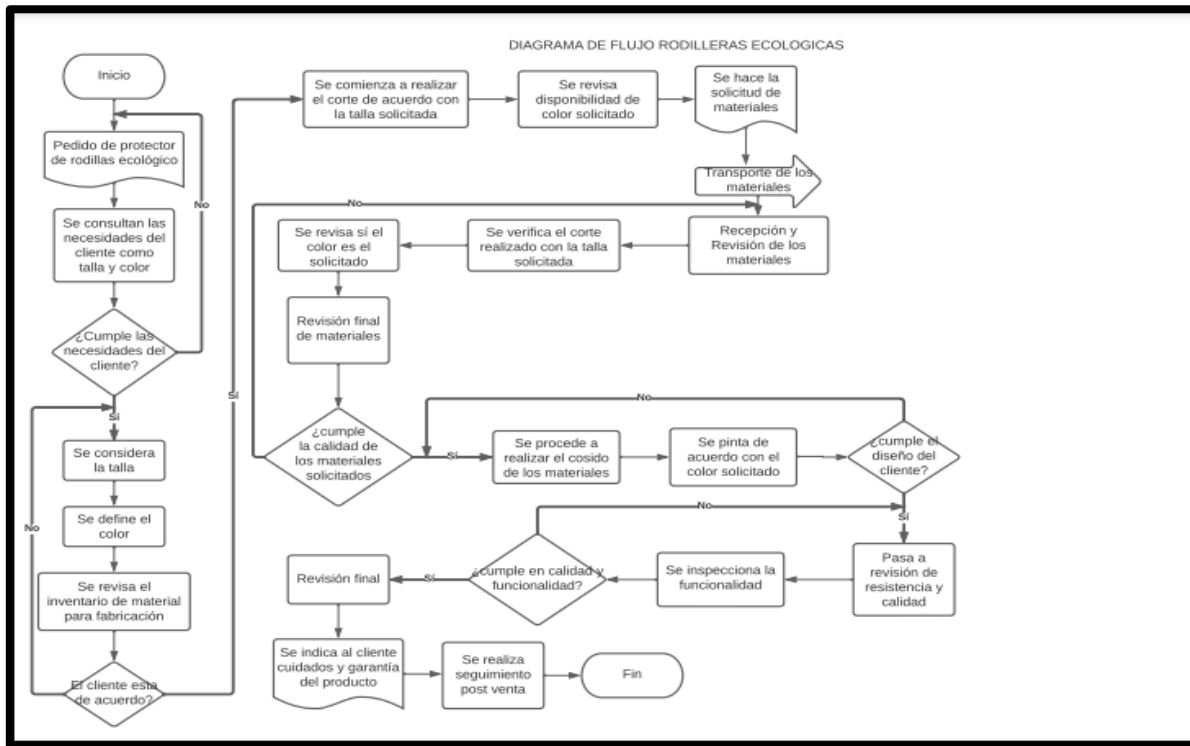 DIAGRAMA DE FLUJO RODILLERAS ECOLOGICAS
Inicio
Pedido de protector
de rodillas ecológico
Se consultan las
necesidades del
cliente como
talla y color
No
¿Cumple las
necesidades del
cliente?
Sí
Se considera
la talla
Se define el
color
No
Se revisa el
inventario de material
para fabricación
El cliente esta
de acuerdo?
Sí
Se comienza a realizar
el corte de acuerdo con
la talla solicitada
Se revisa
disponibilidad de
color solicitado
Se hace la
solicitud de
materiales
Transporte de los
materiales
Recepción y
Revisión de los
materiales
Se verifica el corte
realizado con la talla
solicitada
Se revisa sí el
color es el
solicitado
No
Revisión final
de materiales
¿cumple
la calidad de
los materiales
solicitados
Sí
Se procede a
realizar el cosido
de los materiales
Se pinta de
acuerdo con el
color solicitado
¿cumple el
diseño del
cliente?
No
Sí
Pasa a
revisión de
resistencia y
calidad
Se inspecciona la
funcionalidad
¿cumple en calidad y
funcionalidad?
No
Sí
Revisión final
Se indica al cliente
cuidados y garantía
del producto
Se realiza
seguimiento
post venta
Fin